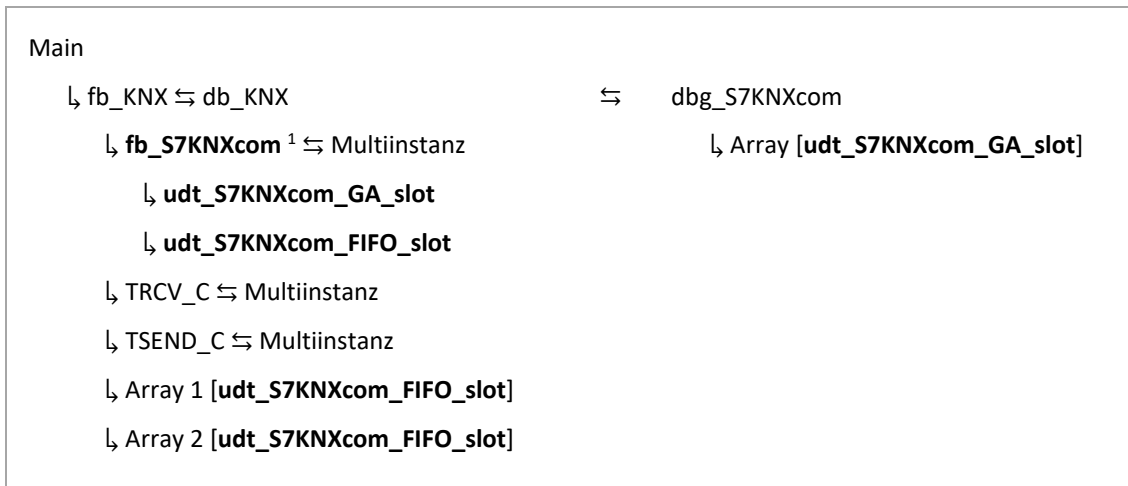 Main
↳ fb_KNX ⇆ db_KNX ⇆ dbg_S7KNXcom
↳ fb_S7KNXcom ¹ ⇆ Multiinstanz ↳ Array [udt_S7KNXcom_GA_slot]
↳ udt_S7KNXcom_GA_slot
↳ udt_S7KNXcom_FIFO_slot
↳ TRCV_C ⇆ Multiinstanz
↳ TSEND_C ⇆ Multiinstanz
↳ Array 1 [udt_S7KNXcom_FIFO_slot]
↳ Array 2 [udt_S7KNXcom_FIFO_slot]